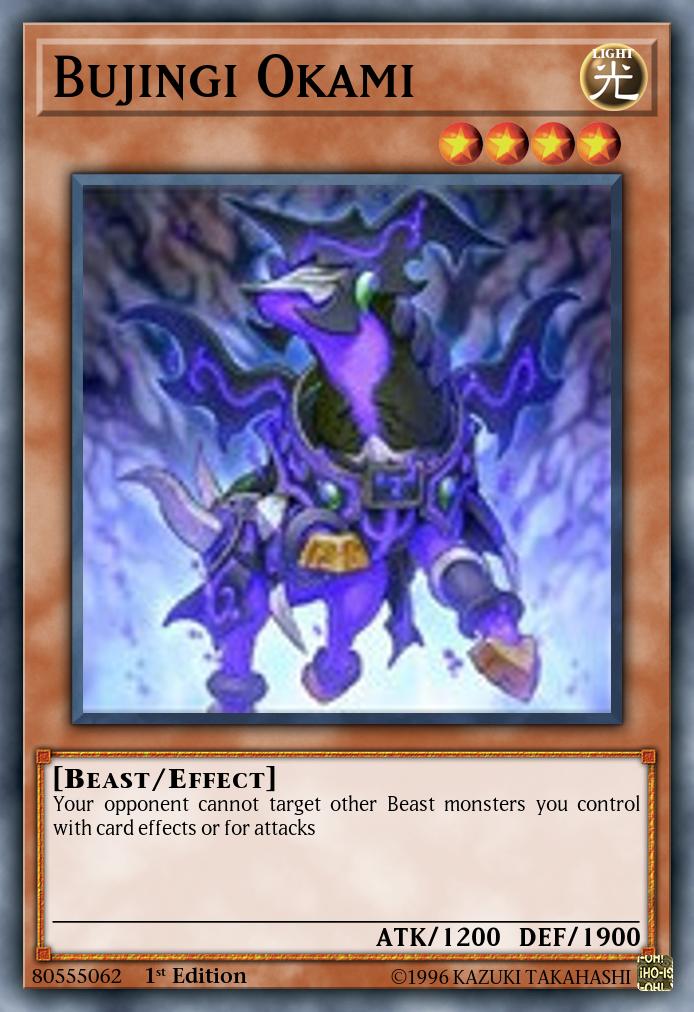 Bujingi Okami
LIGHT
光
[Beast/Effect]
Your opponent cannot target other Beast monsters you control
with card effects or for attacks
ATK/1200 DEF/1900
80555062 1st Edition ©1996 KAZUKI TAKAHASHI